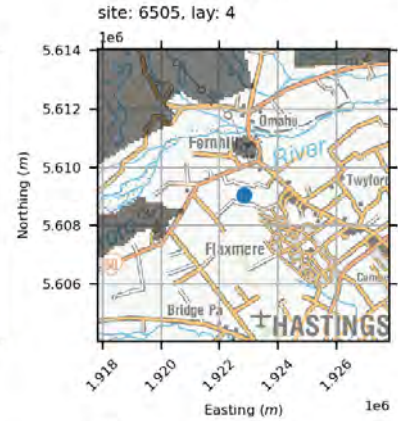 site: 6505, lay: 4
1e6
5.614
5.612
5.610
5.608
5.606
Northing (m)
Omahu
Fernhill
River
Twyford
Flaxmere
Bridge Pa
HASTINGS
1.918
1.920
1.922
1.924
1.926
1e6
Easting (m)